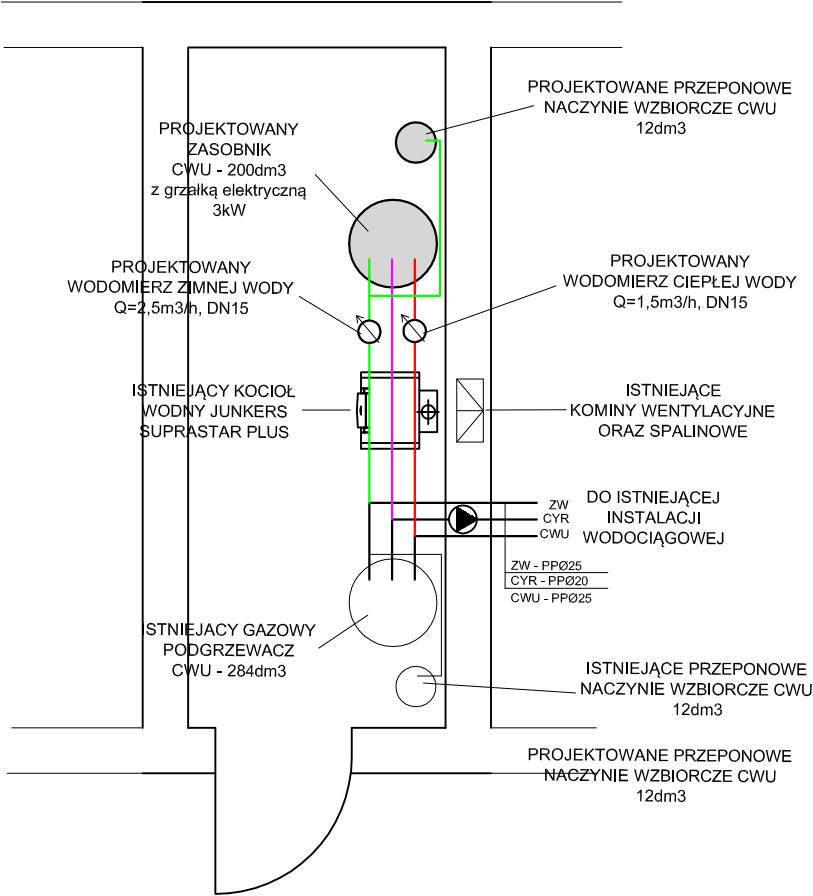 PROJEKTOWANE PRZEPONOWE
NACZYNIE WZBIORCZE CWU
12dm3
PROJEKTOWANY
ZASOBNIK
CWU - 200dm3
z grzałką elektryczną
3kW
PROJEKTOWANY
WODOMIERZ ZIMNEJ WODY
Q=2,5m3/h, DN15
PROJEKTOWANY
WODOMIERZ CIEPŁEJ WODY
Q=1,5m3/h, DN15
ISTNIEJĄCY KOCIOŁ
WODNY JUNKERS
SUPRASTAR PLUS
ISTNIEJĄCE
KOMINY WENTYLACYJNE
ORAZ SPALINOWE
ZW
CYR
CWU
DO ISTNIEJĄCEJ
INSTALACJI
WODOCIĄGOWEJ
ZW - PPØ25
CYR - PPØ20
CWU - PPØ25
ISTNIEJACY GAZOWY
PODGRZEWACZ
CWU - 284dm3
ISTNIEJĄCE PRZEPONOWE
NACZYNIE WZBIORCZE CWU
12dm3
PROJEKTOWANE PRZEPONOWE
NACZYNIE WZBIORCZE CWU
12dm3